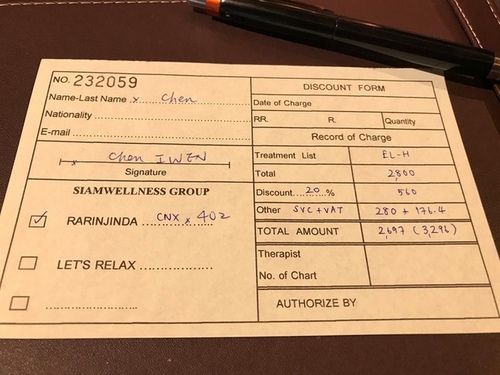 NO. 232059
Name-Last Name x Chen
Nationality
E-mail
x Chen IWEN
Signature
SIAMWELLNESS GROUP
✓ RARINJINDA CNX x 402
LET'S RELAX
DISCOUNT FORM
Date of Charge
RR. R. Quantity
Record of Charge
Treatment List EL-H
Total 2,800
Discount 20 % 560
Other SVC+VAT 280 + 176.4
TOTAL AMOUNT 2,697 (3,296)
Therapist
No. of Chart
AUTHORIZE BY